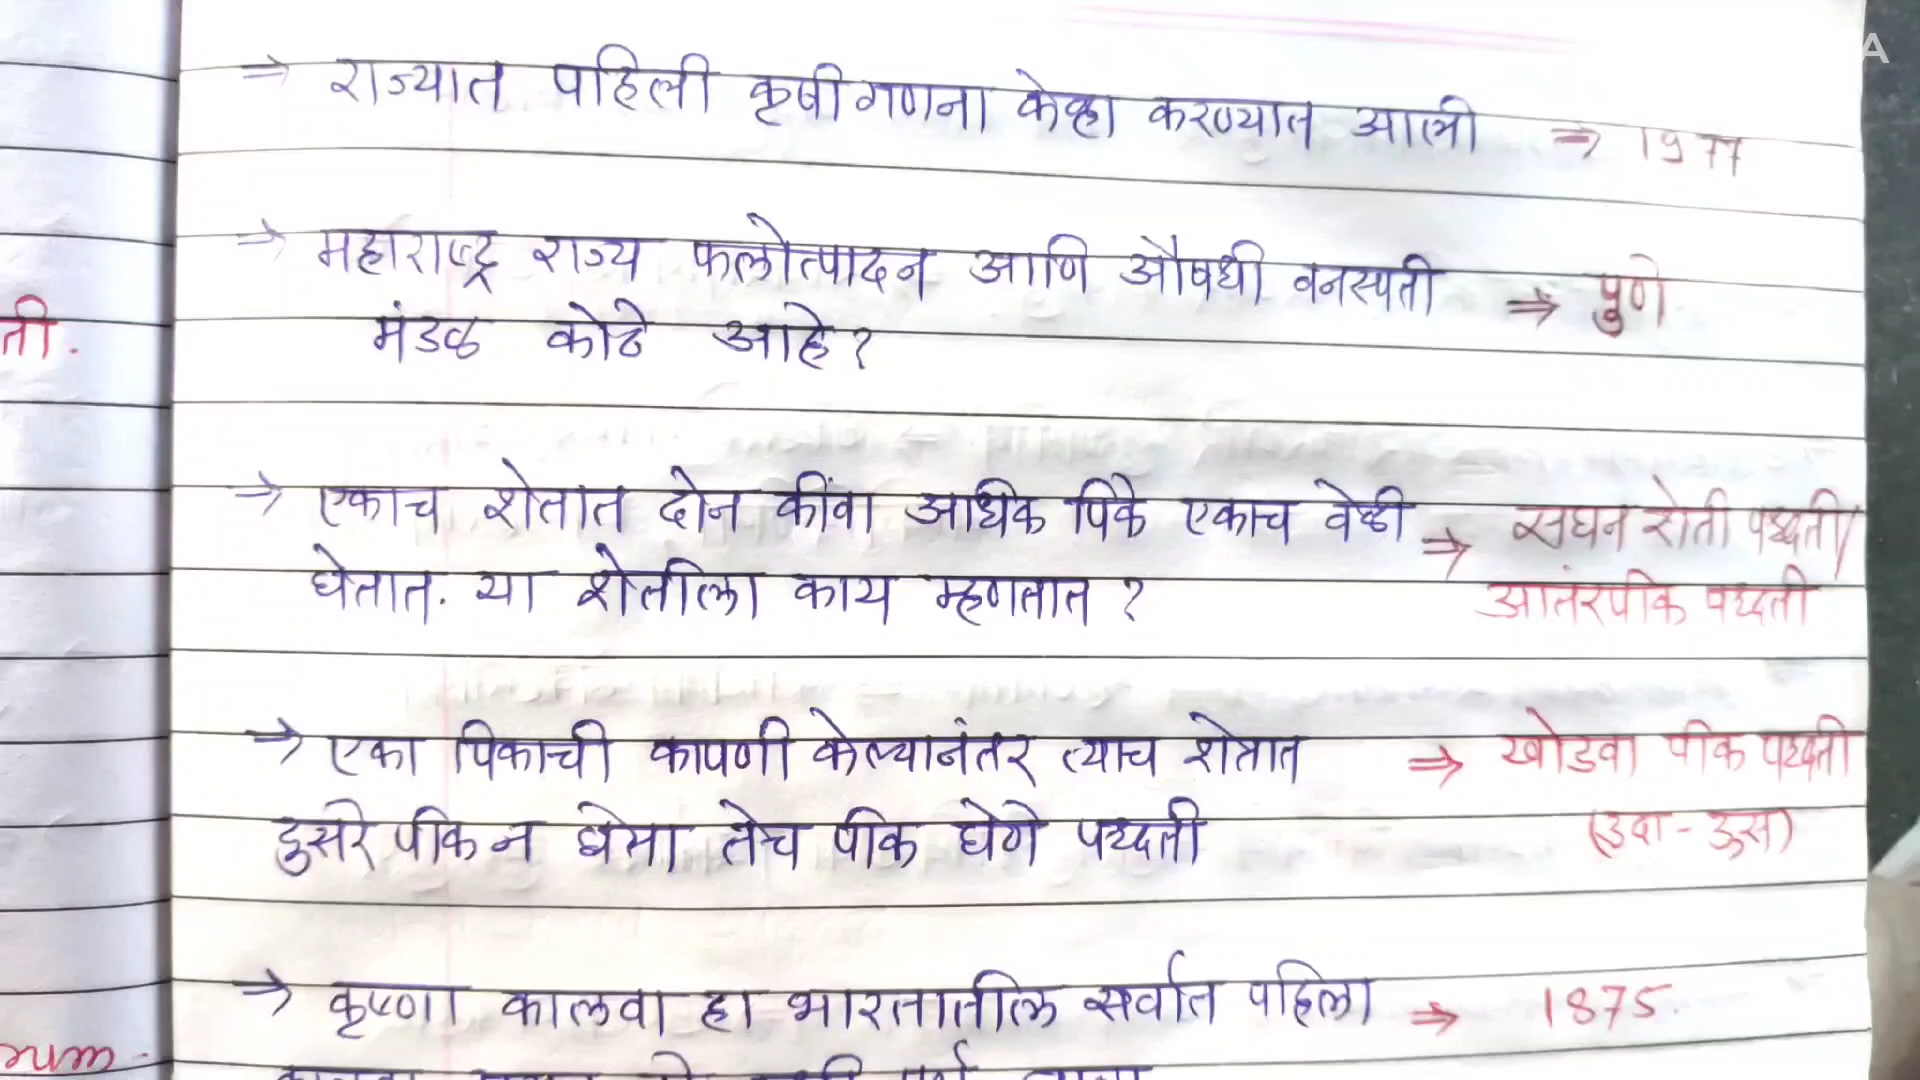 A
⇒ राज्यात पहिली कृषीगणना केव्हा करण्यात आली ⇒ 1977
⇒ महाराष्ट्र राज्य फलोत्पादन आणि औषधी वनस्पती ⇒ पुणे
ती. मंडळ कोठे आहे?
⇒ एकाच शेतात दोन कींवा अधिक पिके एकाच वेळी ⇒ सघन शेती पध्दती/
घेतात. या शेतीला काय म्हणतात? आतंरपीक पध्दती
⇒ एका पिकाची कापणी केल्यानंतर त्याच शेतात ⇒ खोडवा पीक पध्दती
दुसरे पीक न घेता तेच पीक घेणे पध्दती (उदा - ऊस)
⇒ कृष्णा कालवा हा भारतातील सर्वात पहिला ⇒ 1875.